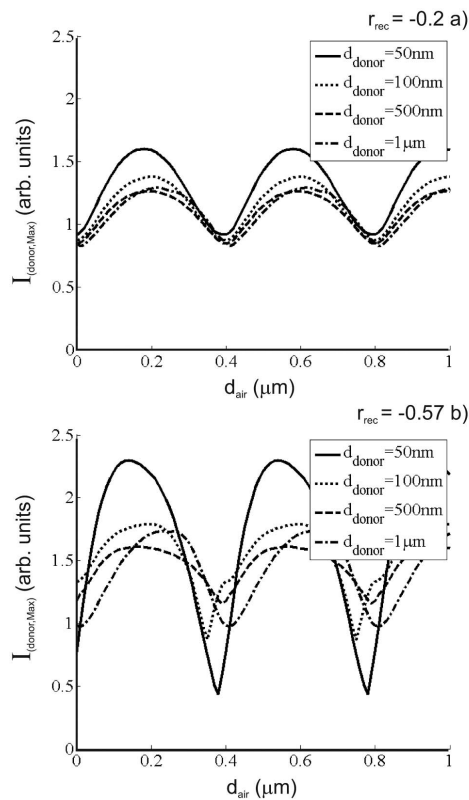 r_rec = -0.2 a)
2.5
2
1.5
1
0.5
0
I_(donor,Max) (arb. units)
d_donor=50nm
d_donor=100nm
d_donor=500nm
d_donor=1μm
0 0.2 0.4 0.6 0.8 1
d_air (μm)
r_rec = -0.57 b)
2.5
2
1.5
1
0.5
0
I_(donor,Max) (arb. units)
d_donor=50nm
d_donor=100nm
d_donor=500nm
d_donor=1μm
0 0.2 0.4 0.6 0.8 1
d_air (μm)